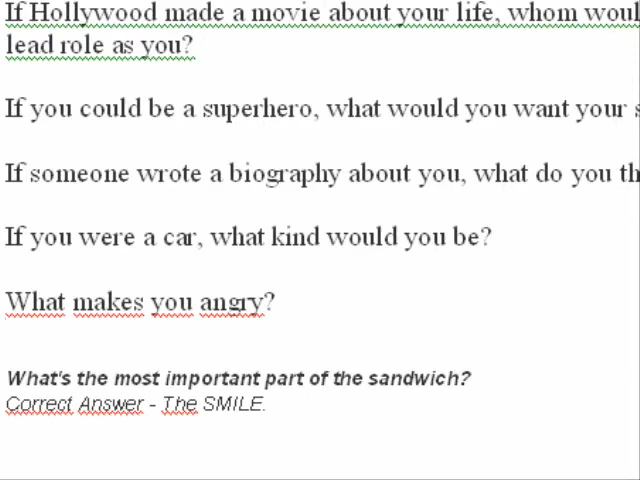 If Hollywood made a movie about your life, whom
lead role as you?
If you could be a superhero, what would you want your
If someone wrote a biography about you, what do you
If you were a car, what kind would you be?
What makes you angry?
What's the most important part of the sandwich?
Correct Answer - The SMILE.